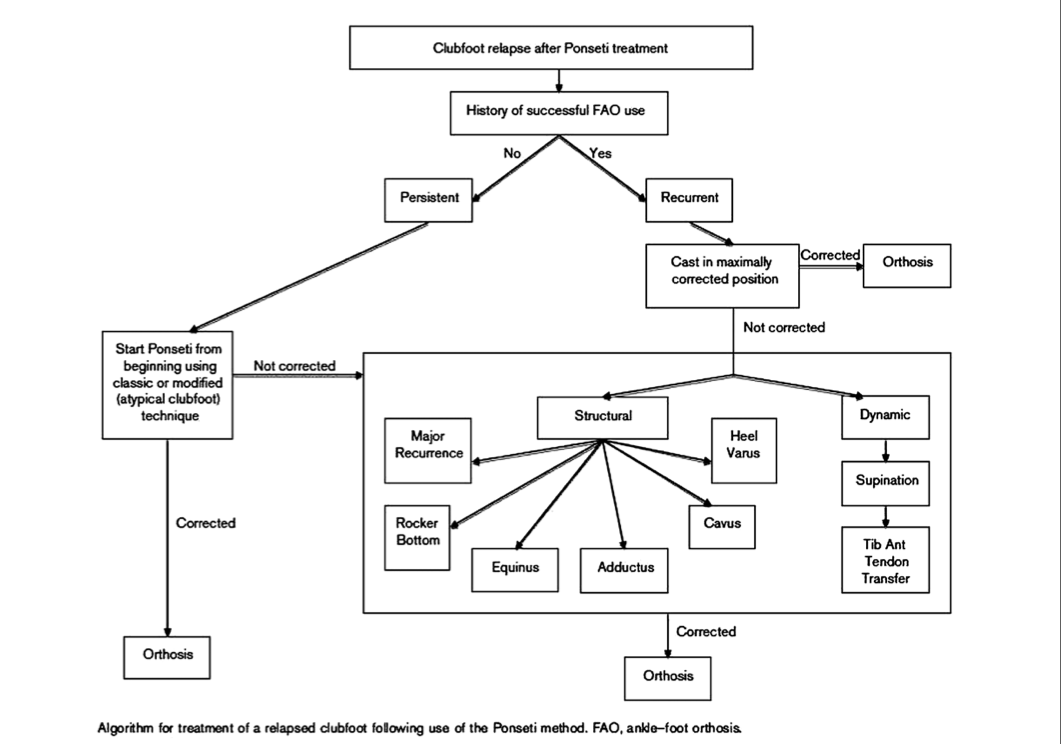 Clubfoot relapse after Ponseti treatment
History of successful FAO use
No
Yes
Persistent
Recurrent
Cast in maximally
corrected position
Corrected
Orthosis
Not corrected
Start Ponseti from
beginning using
classic or modified
(atypical clubfoot)
technique
Not corrected
Structural
Dynamic
Major
Recurrence
Heel
Varus
Supination
Rocker
Bottom
Cavus
Equinus
Adductus
Tib Ant
Tendon
Transfer
Corrected
Orthosis
Corrected
Orthosis
Algorithm for treatment of a relapsed clubfoot following use of the Ponseti method. FAO, ankle–foot orthosis.